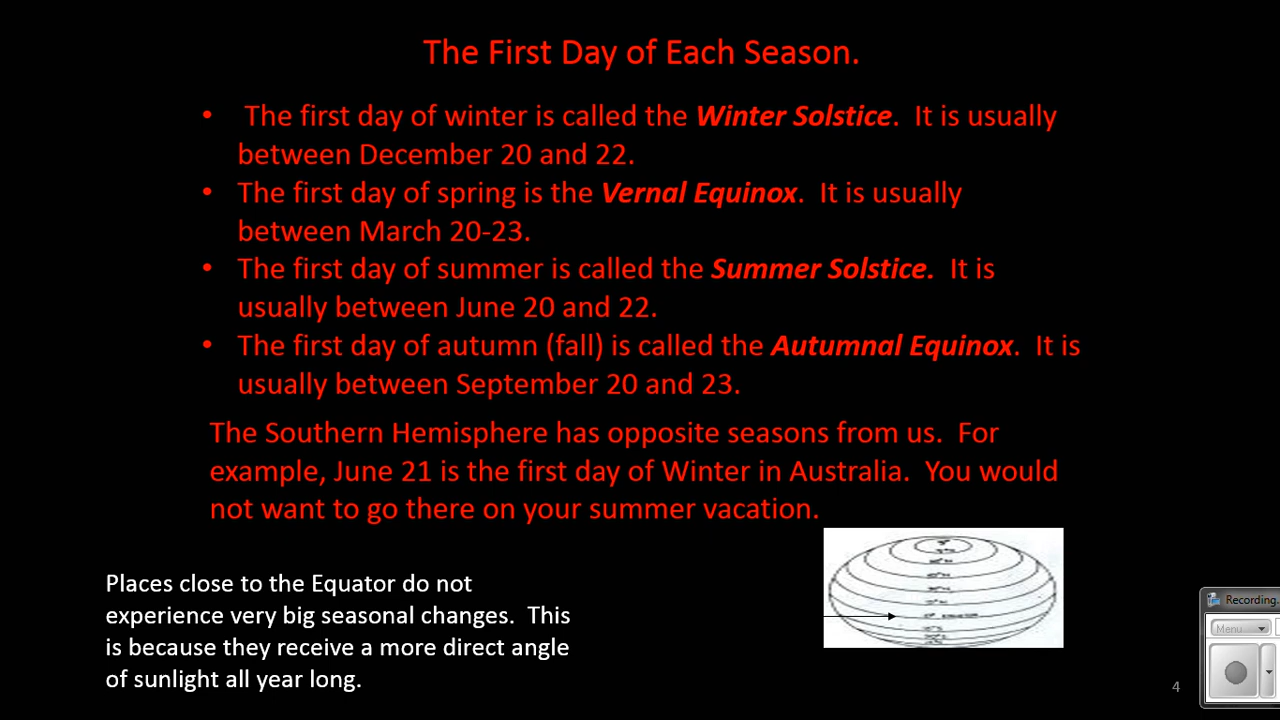 The First Day of Each Season.
• The first day of winter is called the Winter Solstice. It is usually
between December 20 and 22.
• The first day of spring is the Vernal Equinox. It is usually
between March 20-23.
• The first day of summer is called the Summer Solstice. It is
usually between June 20 and 22.
• The first day of autumn (fall) is called the Autumnal Equinox. It is
usually between September 20 and 23.
The Southern Hemisphere has opposite seasons from us. For
example, June 21 is the first day of Winter in Australia. You would
not want to go there on your summer vacation.
Places close to the Equator do not
experience very big seasonal changes. This
is because they receive a more direct angle
of sunlight all year long.
4
Recording.
Menu